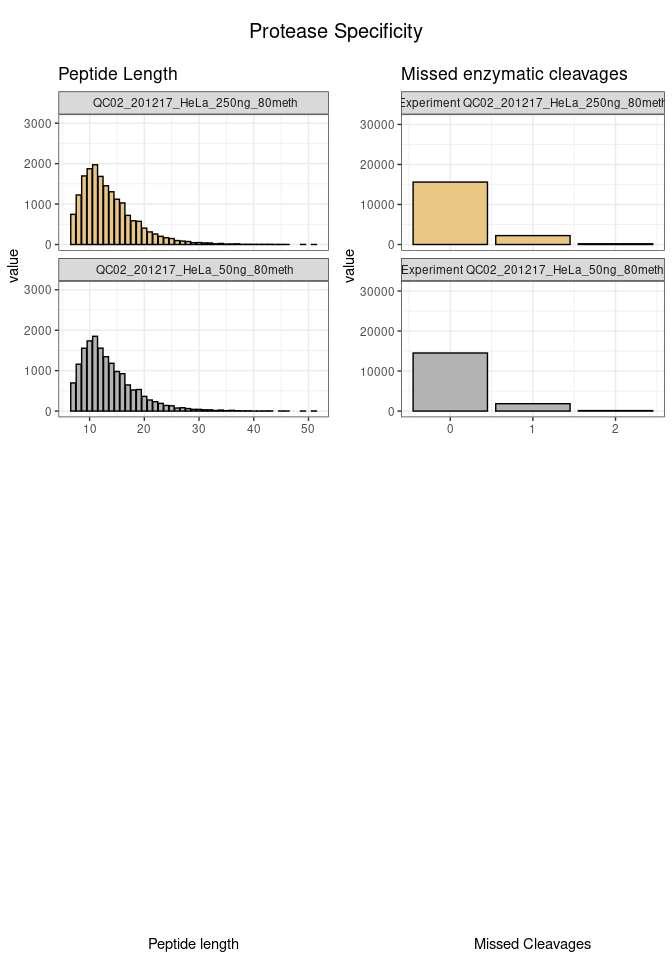 Protease Specificity
Peptide Length
QC02_201217_HeLa_250ng_80meth
3000
2000
1000
0
QC02_201217_HeLa_50ng_80meth
3000
2000
1000
0
10 20 30 40 50
value
Peptide length
Missed enzymatic cleavages
Experiment QC02_201217_HeLa_250ng_80meth
30000
20000
10000
0
Experiment QC02_201217_HeLa_50ng_80meth
30000
20000
10000
0
0 1 2
value
Missed Cleavages